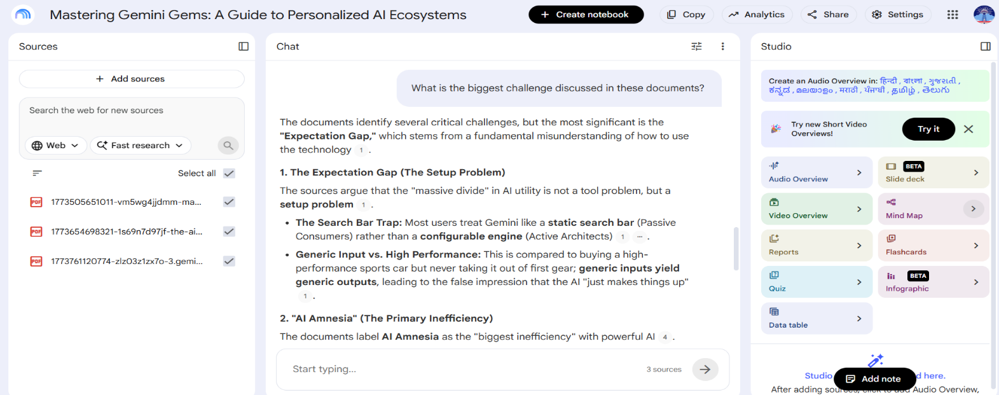 Mastering Gemini Gems: A Guide to Personalized AI Ecosystems
+ Create notebook
Copy
Analytics
Share
Settings
Sources
+ Add sources
Search the web for new sources
Web
Fast research
Select all
PDF 1773505651011-vm5wg4jjdmm-ma...
PDF 1773654698321-1s69n7d97jf-the-ai...
PDF 1773761120774-zlz03z1zx7o-3.gemi...
Chat
What is the biggest challenge discussed in these documents?
The documents identify several critical challenges, but the most significant is the
"Expectation Gap," which stems from a fundamental misunderstanding of how to use
the technology 1 .
1. The Expectation Gap (The Setup Problem)
The sources argue that the "massive divide" in AI utility is not a tool problem, but a
setup problem 1 .
• The Search Bar Trap: Most users treat Gemini like a static search bar (Passive
Consumers) rather than a configurable engine (Active Architects) 1 ... .
• Generic Input vs. High Performance: This is compared to buying a high-
performance sports car but never taking it out of first gear; generic inputs yield
generic outputs, leading to the false impression that the AI "just makes things up"
1 .
2. "AI Amnesia" (The Primary Inefficiency)
The documents label AI Amnesia as the "biggest inefficiency" with powerful AI 4 .
Start typing...
3 sources
Studio
Create an Audio Overview in: हिन्दी , বাংলা , ગુજરાતી ,
ಕನ್ನಡ , മലയാളം , मराठी , ਪੰਜਾਬੀ , தமிழ் , తెలుగు
Try new Short Video
Overviews!
Try it
Audio Overview
BETA
Slide deck
Video Overview
Mind Map
Reports
Flashcards
Quiz
BETA
Infographic
Data table
Studio
d here.
Add note
After adding sources, click to add Audio Overview,